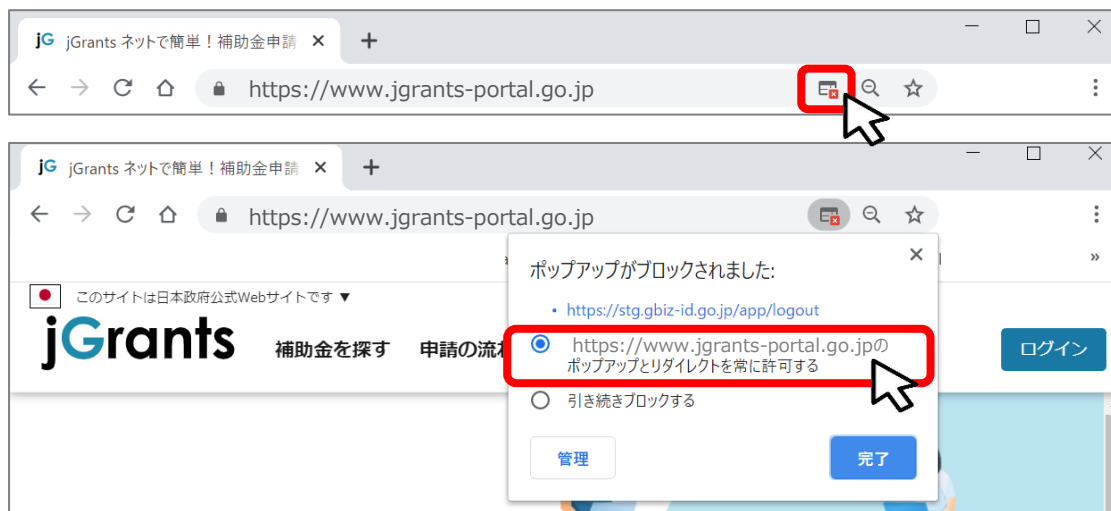 jG jGrants ネットで簡単！補助金申請
https://www.jgrants-portal.go.jp
jG jGrants ネットで簡単！補助金申請
https://www.jgrants-portal.go.jp
»
このサイトは日本政府公式Webサイトです ▼
jGrants 補助金を探す 申請の流れ
ログイン
ポップアップがブロックされました:
• https://stg.gbiz-id.go.jp/app/logout
https://www.jgrants-portal.go.jpの
ポップアップとリダイレクトを常に許可する
引き続きブロックする
管理 完了